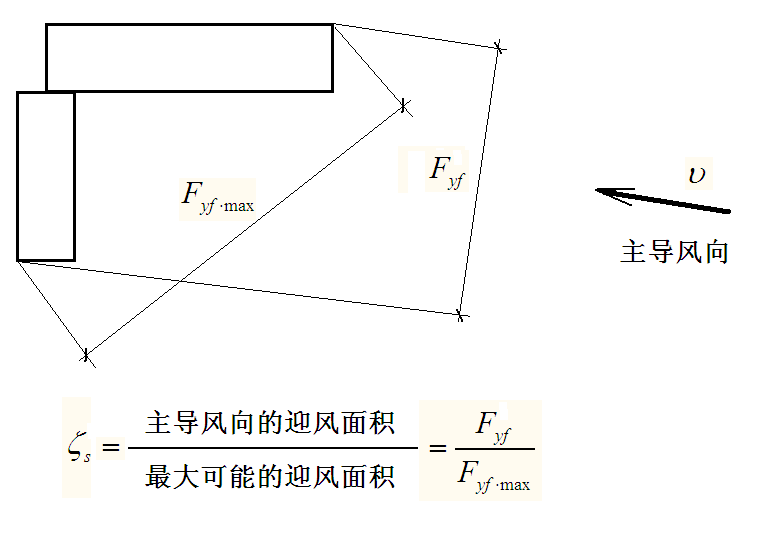 F_yf
υ
F_yf·max
主导风向
ζ_s = 主导风向的迎风面积 / 最大可能的迎风面积 = F_yf / F_yf·max